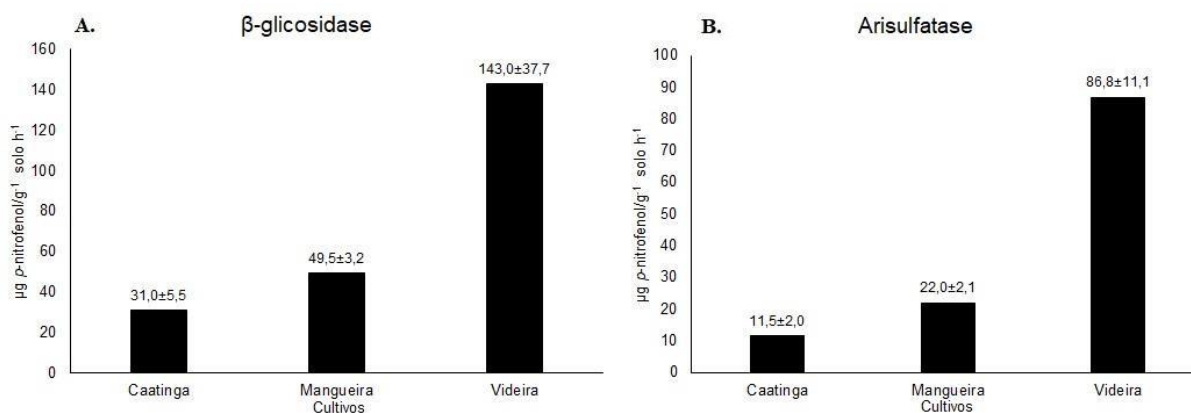 A.
β-glicosidase
µg p-nitrofenol/g⁻¹ solo h⁻¹
160
140
120
100
80
60
40
20
0
31,0±5,5
49,5±3,2
143,0±37,7
Caatinga
Mangueira
Videira
Cultivos
B.
Arisulfatase
µg p-nitrofenol/g⁻¹ solo h⁻¹
100
90
80
70
60
50
40
30
20
10
0
11,5±2,0
22,0±2,1
86,8±11,1
Caatinga
Mangueira
Videira
Cultivos